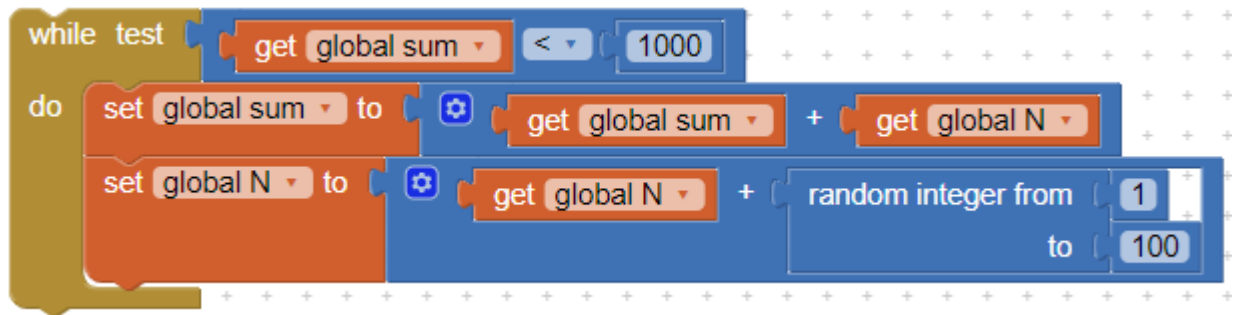 while test get global sum < 1000
do set global sum to get global sum + get global N
set global N to get global N + random integer from 1
to 100